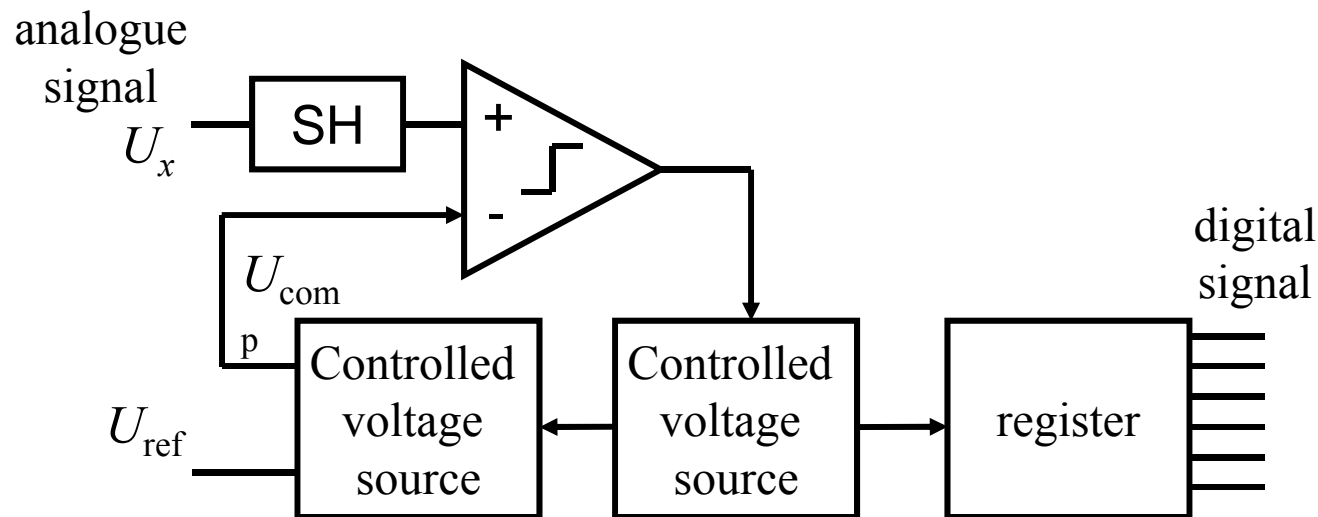 analogue
signal
SH
+
U_x
-
digital
signal
U_com
p
Controlled
voltage
source
Controlled
voltage
source
register
U_ref